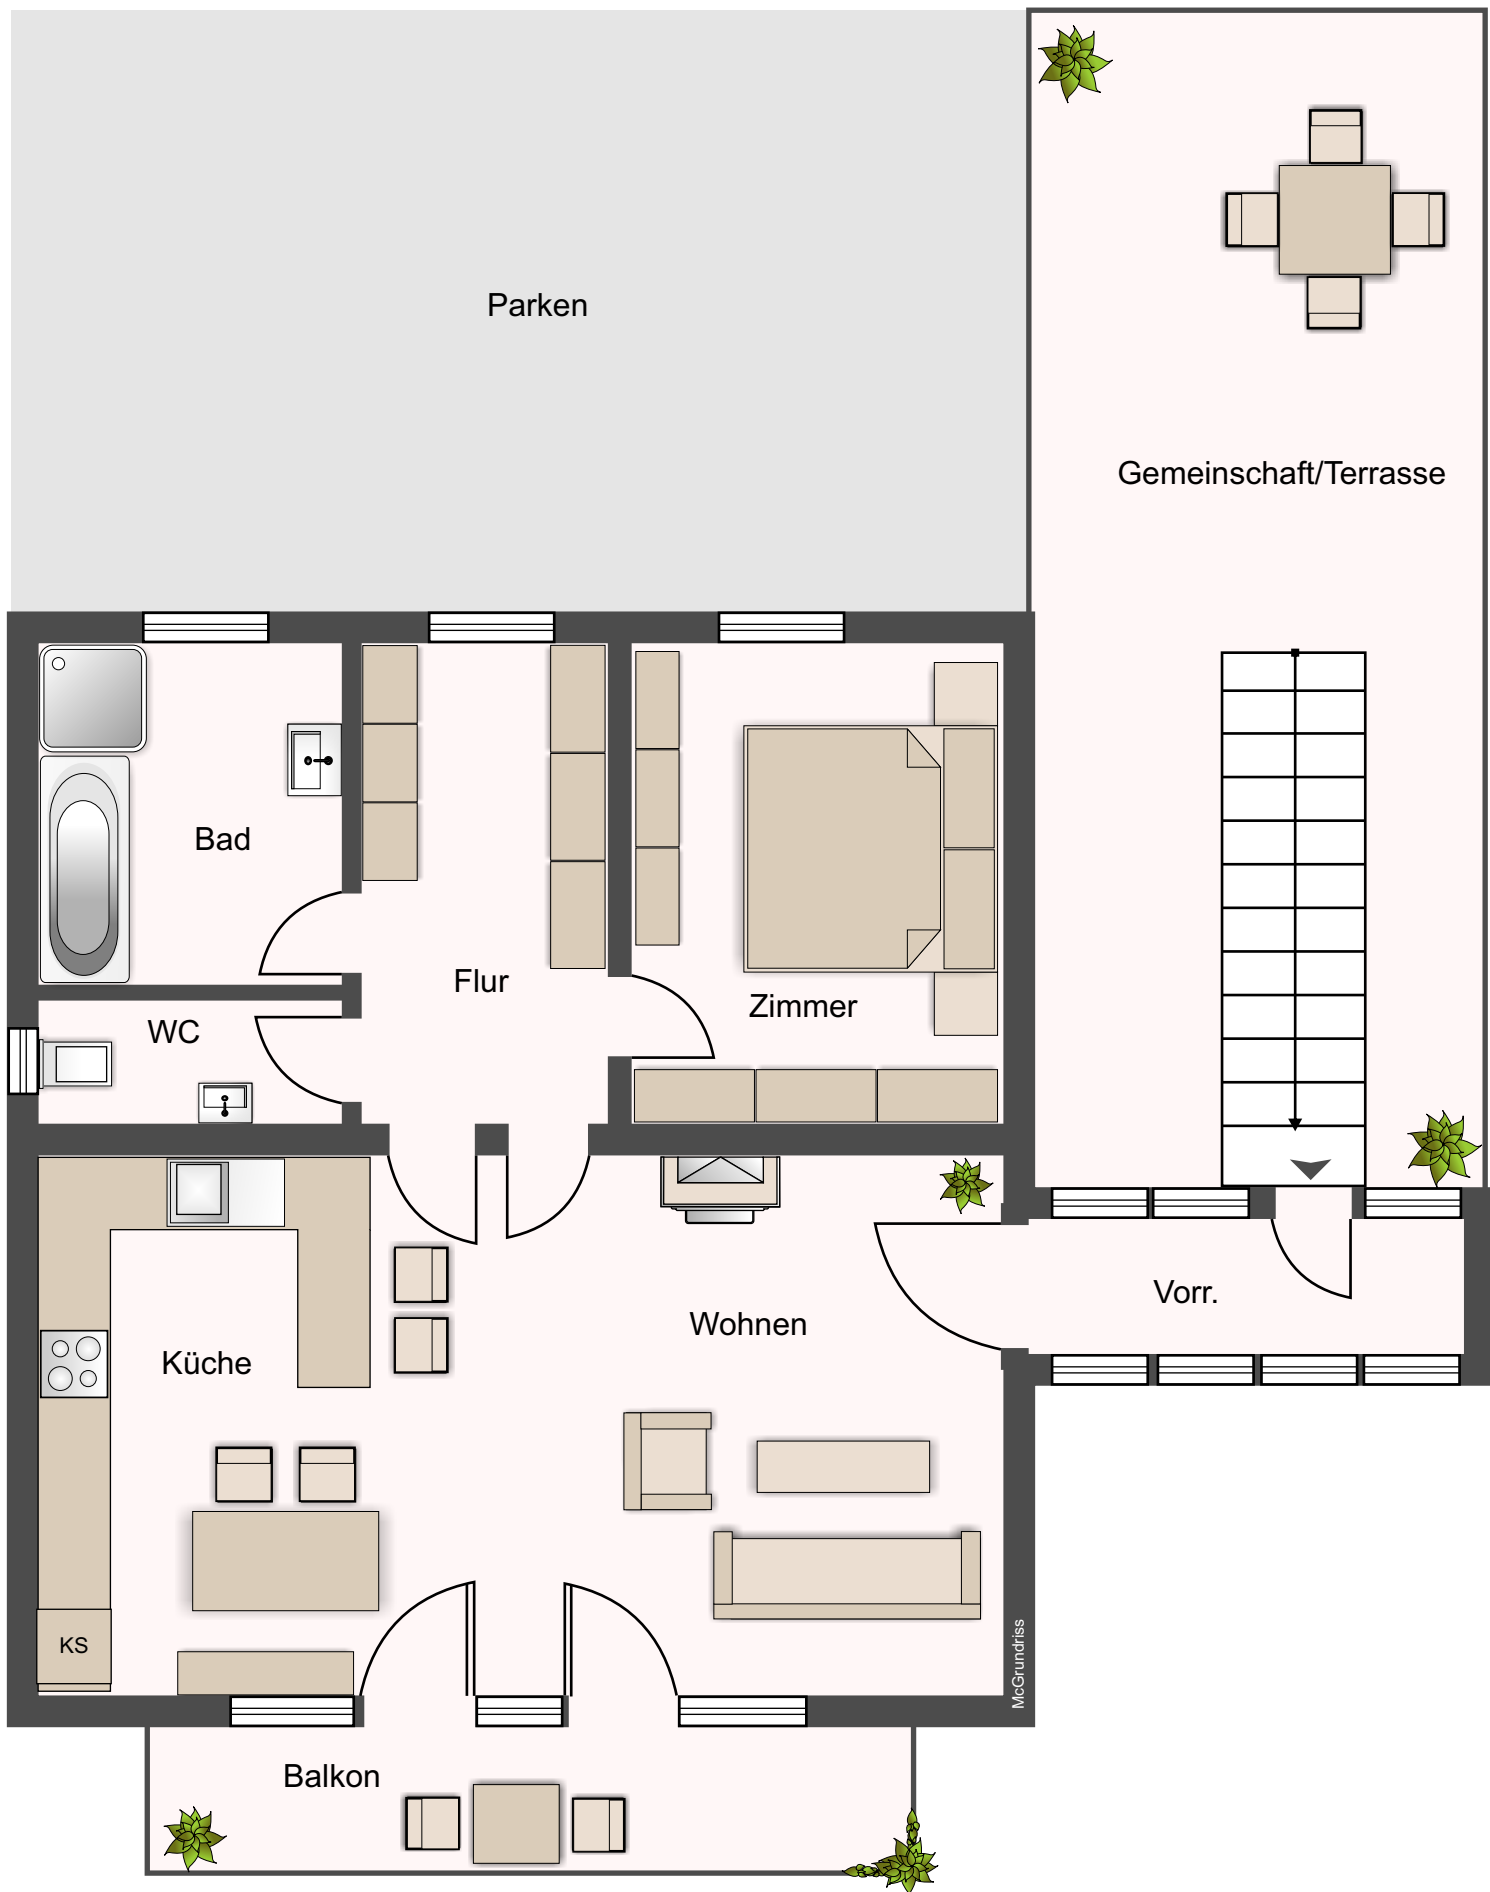 Parken
Gemeinschaft/Terrasse
Bad
Flur
Zimmer
WC
Vorr.
Wohnen
Küche
KS
McGrundriss
Balkon